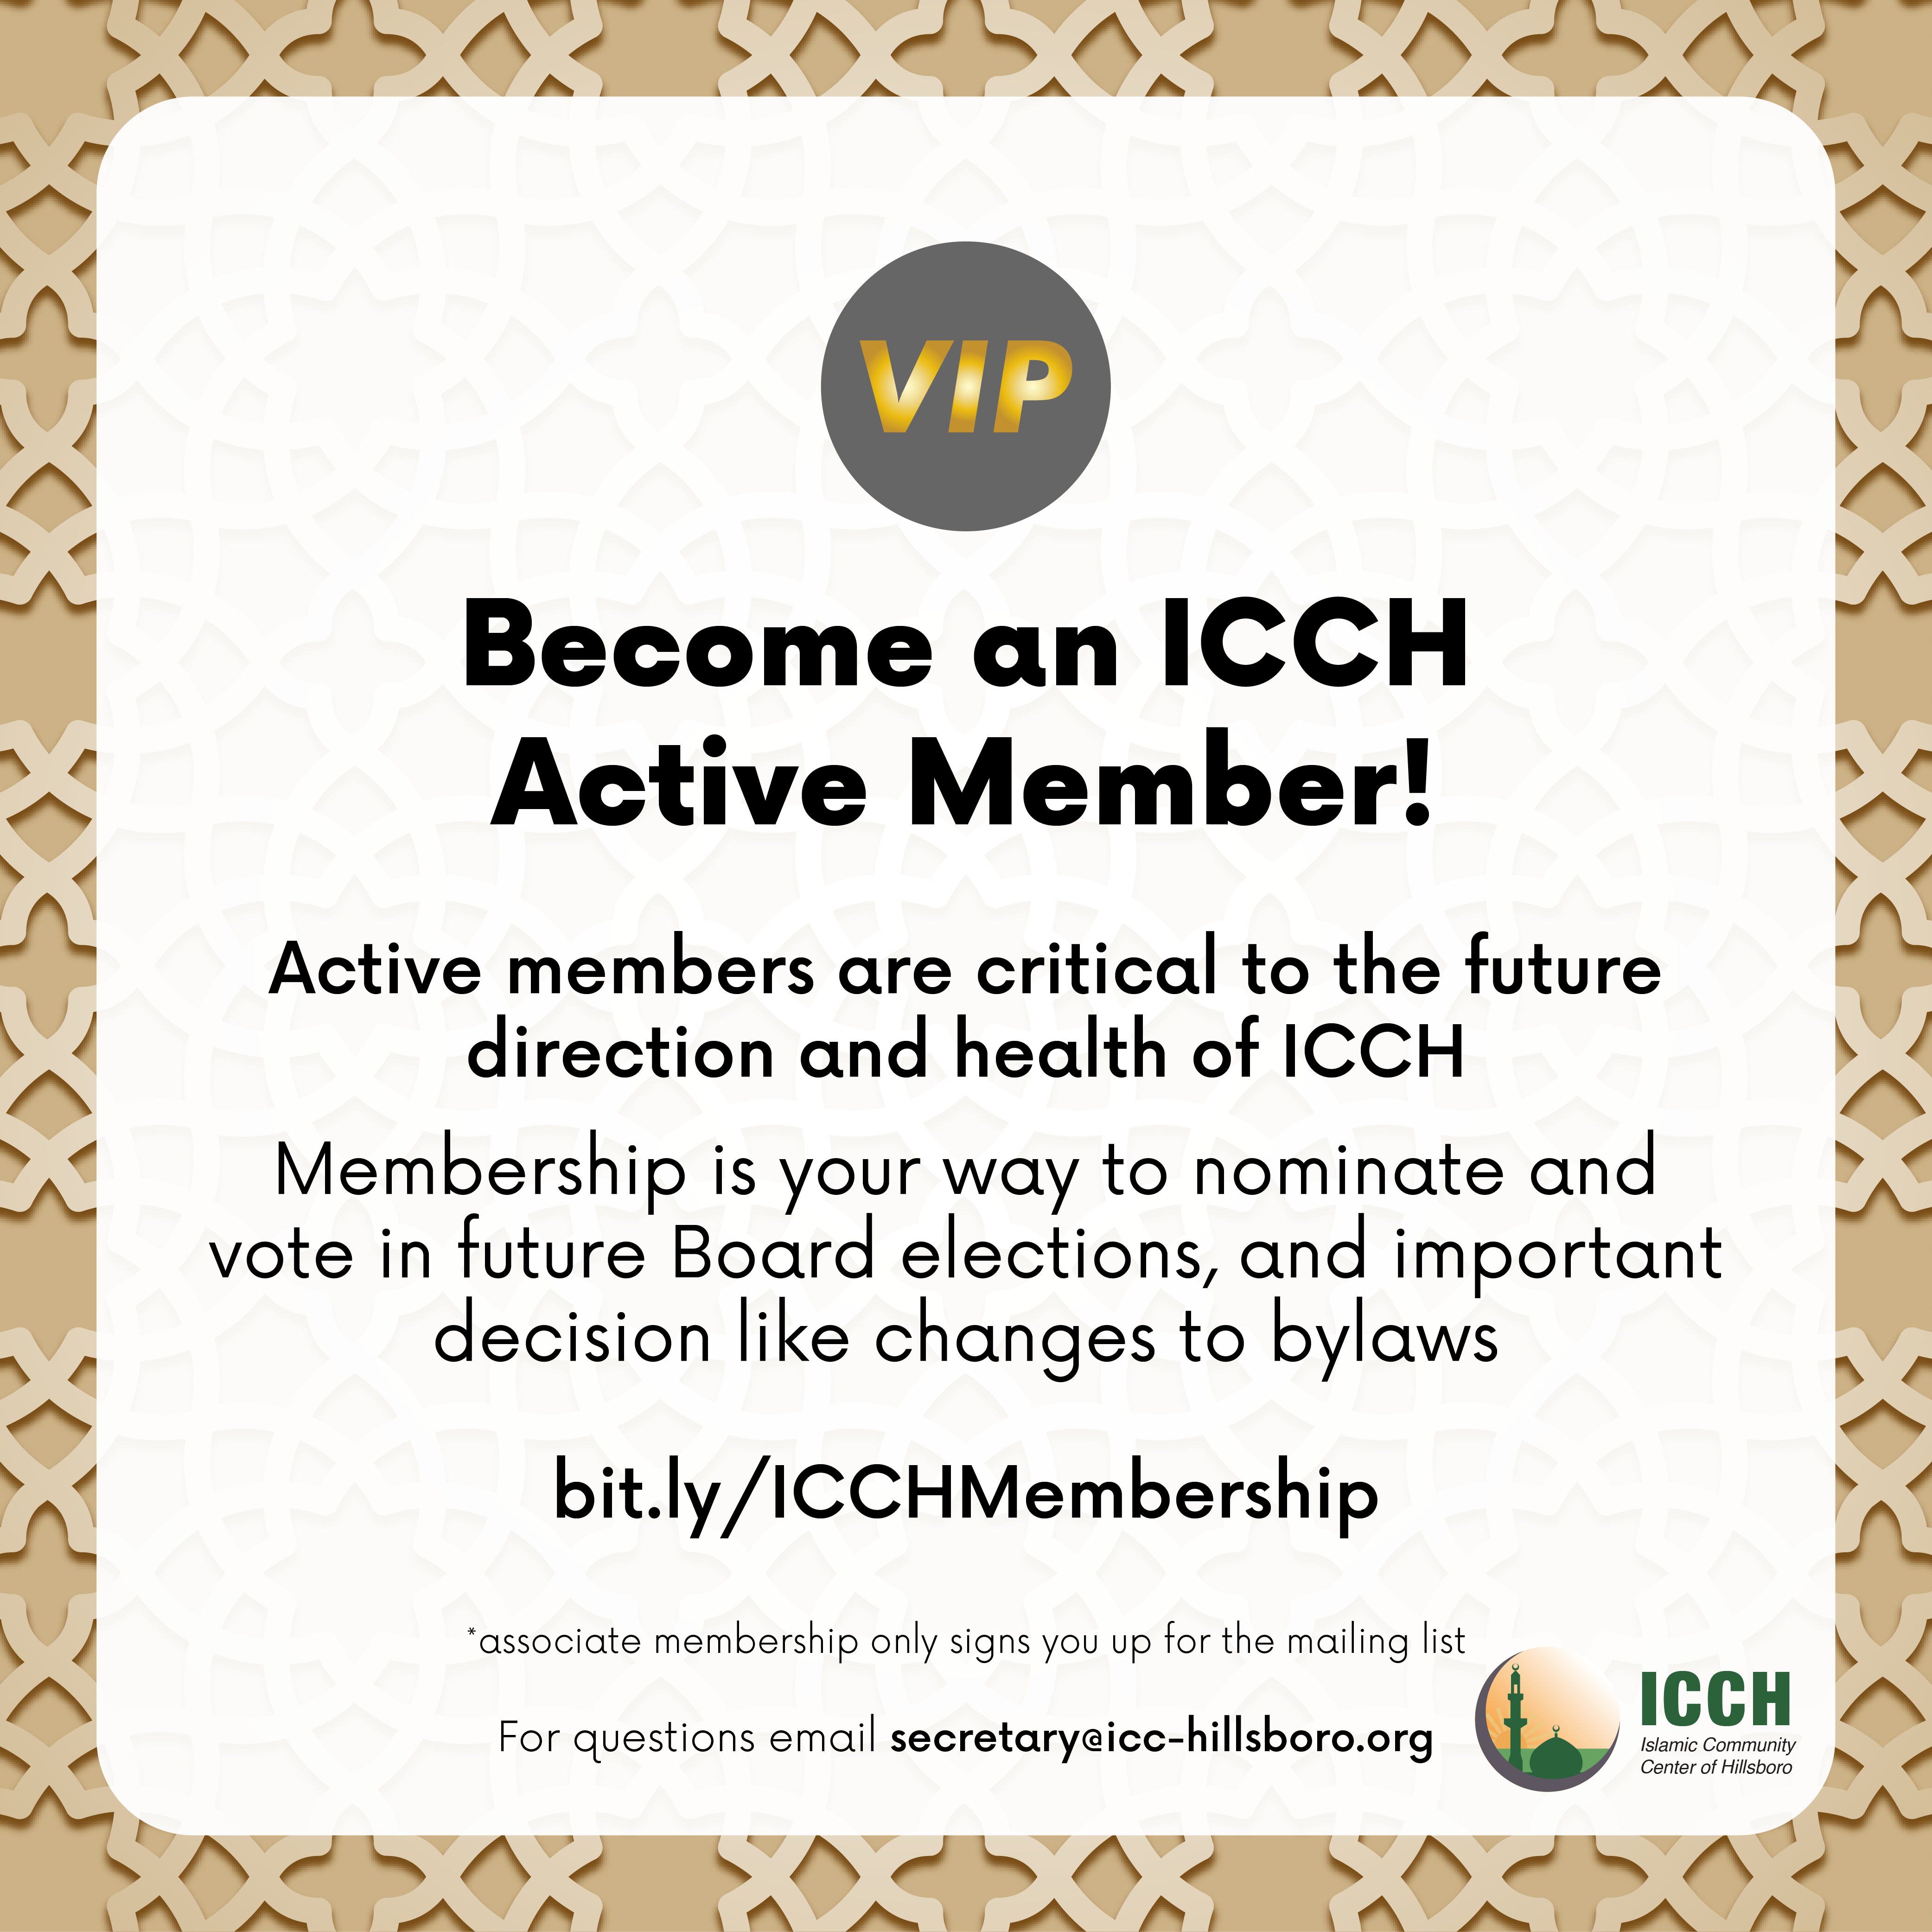 VIP
Become an ICCH
Active Member!
Active members are critical to the future
direction and health of ICCH
Membership is your way to nominate and
vote in future Board elections, and important
decision like changes to bylaws
bit.ly/ICCHMembership
*associate membership only signs you up for the mailing list
For questions email secretary@icc-hillsboro.org
ICCH
Islamic Community
Center of Hillsboro